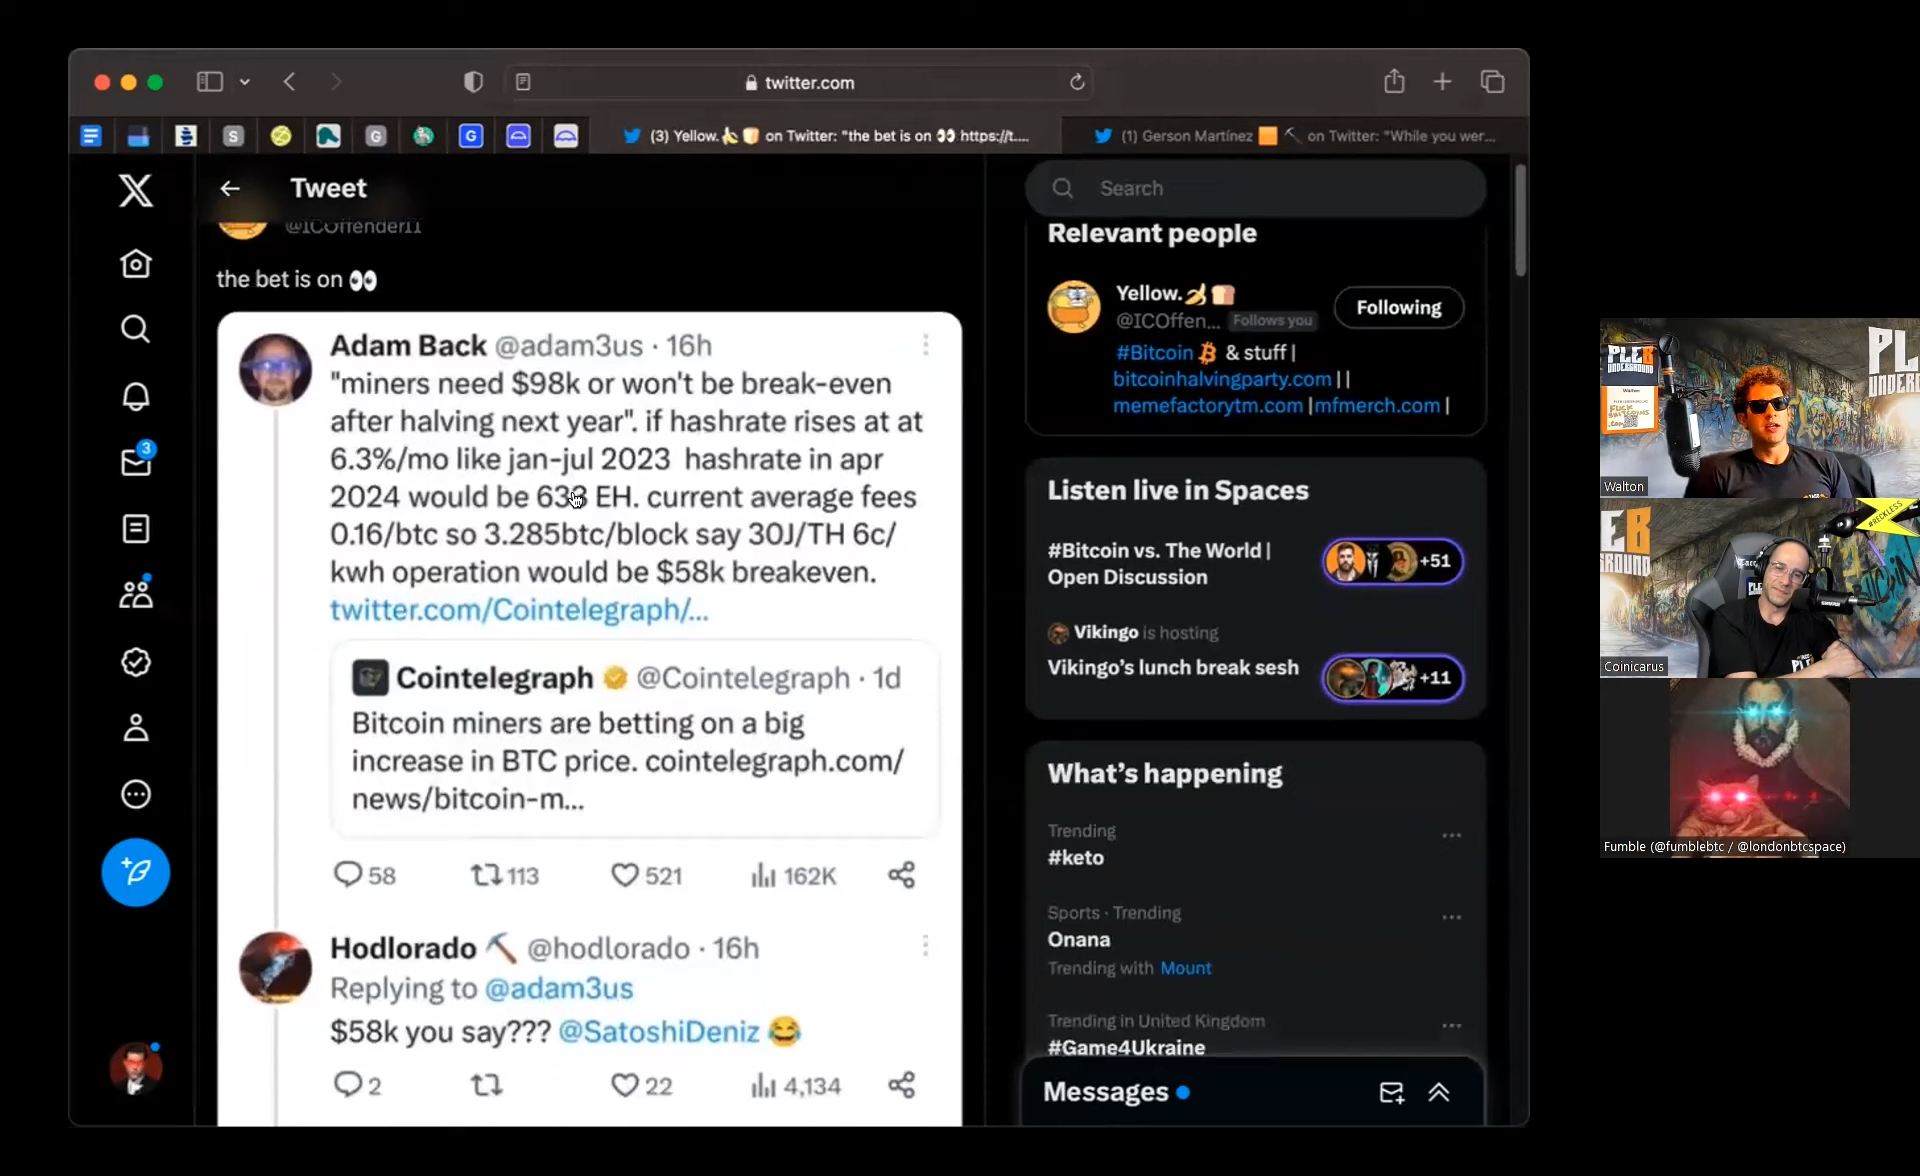 twitter.com
(3) Yellow.🍌🍞 on Twitter: "the bet is on 👀 https://t....
(1) Gerson Martínez 🟧 ⛏ on Twitter: "While you wer...
Tweet
@ICOffenderII
the bet is on 👀
Adam Back @adam3us · 16h
"miners need $98k or won't be break-even
after halving next year". if hashrate rises at at
6.3%/mo like jan-jul 2023 hashrate in apr
2024 would be 633 EH. current average fees
0.16/btc so 3.285btc/block say 30J/TH 6c/
kwh operation would be $58k breakeven.
twitter.com/Cointelegraph/...
Cointelegraph @Cointelegraph · 1d
Bitcoin miners are betting on a big
increase in BTC price. cointelegraph.com/
news/bitcoin-m...
58 113 521 162K
Hodlorado ⛏ @hodlorado · 16h
Replying to @adam3us
$58k you say??? @SatoshiDeniz 😂
2 22 4,134
3
Search
Relevant people
Yellow.🍌🍞
@ICOffen... Follows you
Following
#Bitcoin & stuff |
bitcoinhalvingparty.com | |
memefactorytm.com |mfmerch.com |
Listen live in Spaces
#Bitcoin vs. The World |
Open Discussion
+51
Vikingo is hosting
Vikingo's lunch break sesh
+11
What's happening
Trending
#keto
Sports · Trending
Onana
Trending with Mount
Trending in United Kingdom
#Game4Ukraine
Messages
PLEB
UNDERGROUND
Walton
#RECKLESS
Coinicarus
Fumble (@fumblebtc / @londonbtcspace)